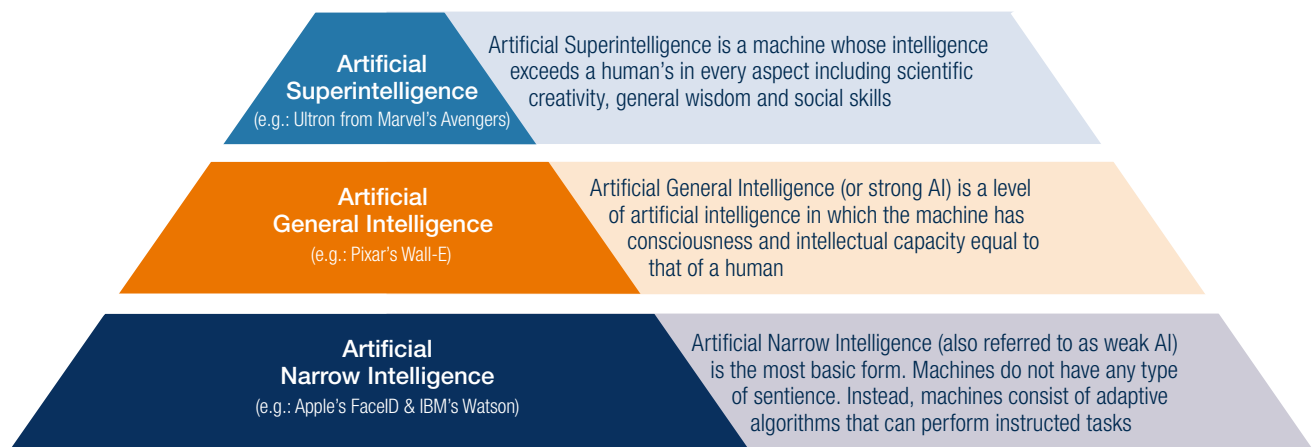 Artificial
Superintelligence
(e.g.: Ultron from Marvel's Avengers)
Artificial Superintelligence is a machine whose intelligence
exceeds a human's in every aspect including scientific
creativity, general wisdom and social skills
Artificial
General Intelligence
(e.g.: Pixar's Wall-E)
Artificial General Intelligence (or strong AI) is a level
of artificial intelligence in which the machine has
consciousness and intellectual capacity equal to
that of a human
Artificial
Narrow Intelligence
(e.g.: Apple's FaceID & IBM's Watson)
Artificial Narrow Intelligence (also referred to as weak AI)
is the most basic form. Machines do not have any type
of sentience. Instead, machines consist of adaptive
algorithms that can perform instructed tasks